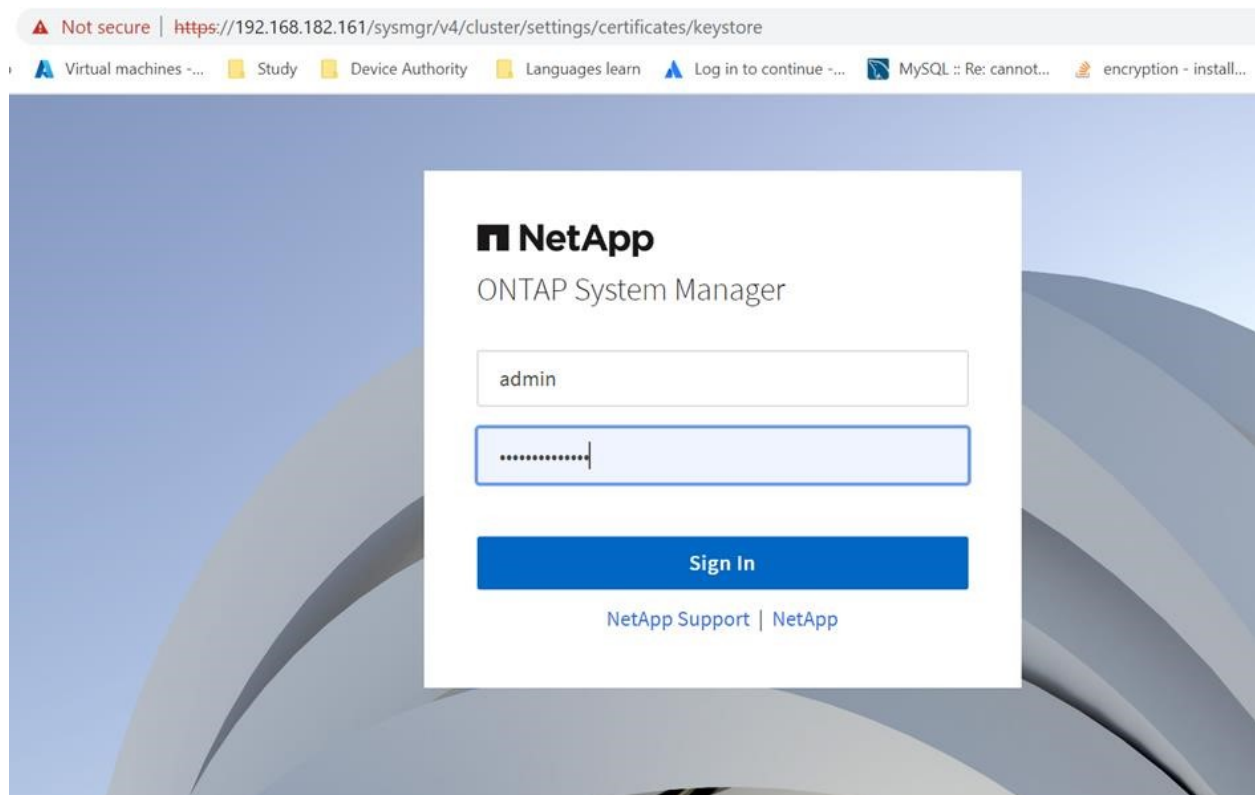 Not secure | https://192.168.182.161/sysmgr/v4/cluster/settings/certificates/keystore
Virtual machines -... Study Device Authority Languages learn Log in to continue -... MySQL :: Re: cannot... encryption - install...
NetApp
ONTAP System Manager
admin
••••••••••••••
Sign In
NetApp Support | NetApp